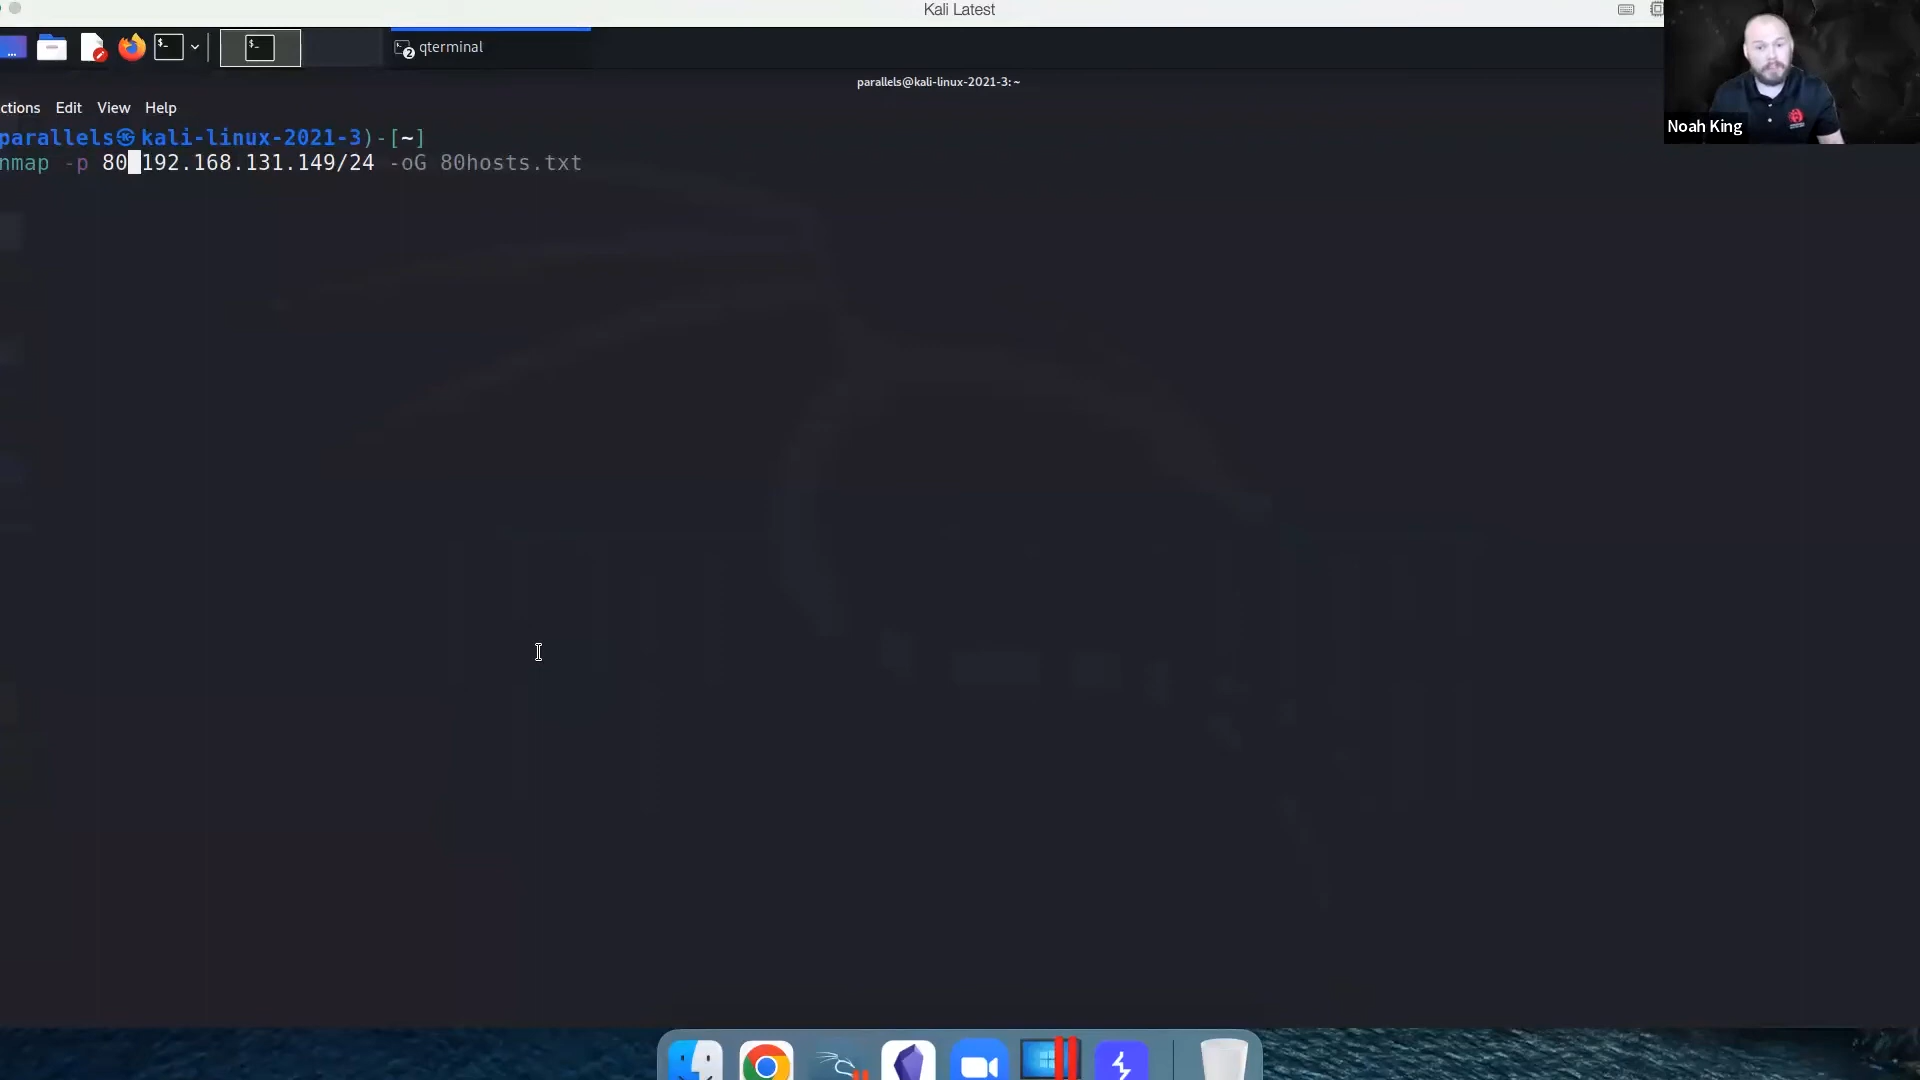 Kali Latest
qterminal
2
parallels@kali-linux-2021-3: ~
ctions Edit View Help
parallels㉿kali-linux-2021-3)-[~]
nmap -p 80 192.168.131.149/24 -oG 80hosts.txt
Noah King